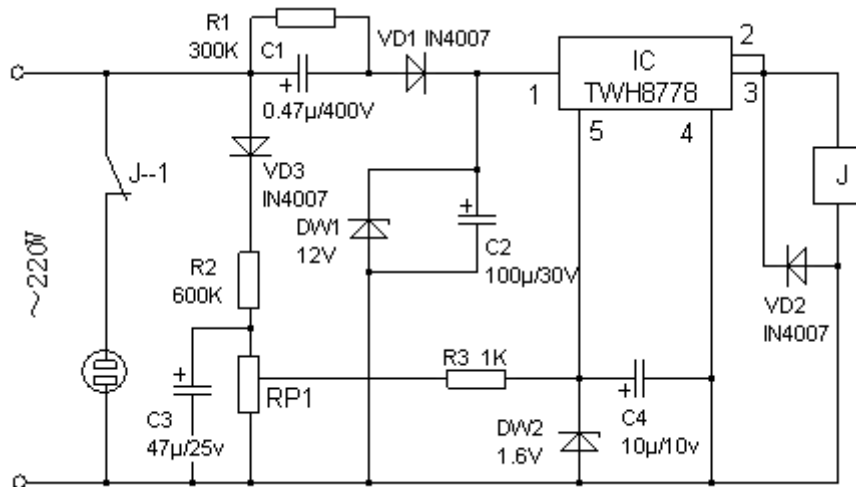 R1
300K
C1
VD1 IN4007
+
0.47µ/400V
1
IC
TWH8778
2
3
5
4
J--1
VD3
IN4007
J
DW1
12V
+
C2
100µ/30V
R2
600K
VD2
IN4007
～220W
+
RP1
R3 1K
C3
47µ/25v
DW2
1.6V
+
C4
10µ/10v